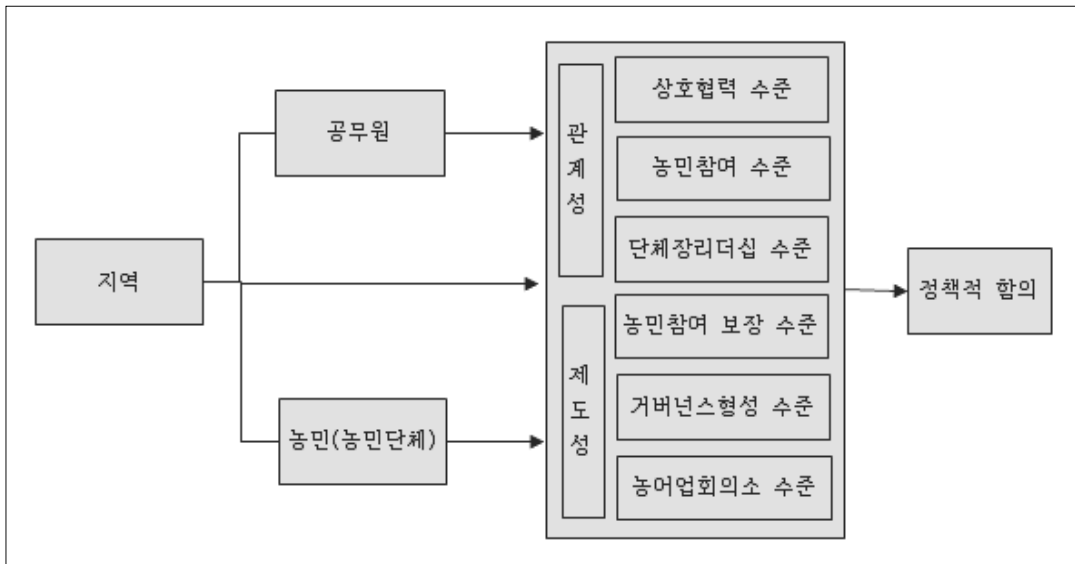 지역
공무원
농민(농민단체)
관계성
상호협력 수준
농민참여 수준
단체장리더십 수준
제도성
농민참여 보장 수준
거버넌스형성 수준
농어업회의소 수준
정책적 함의